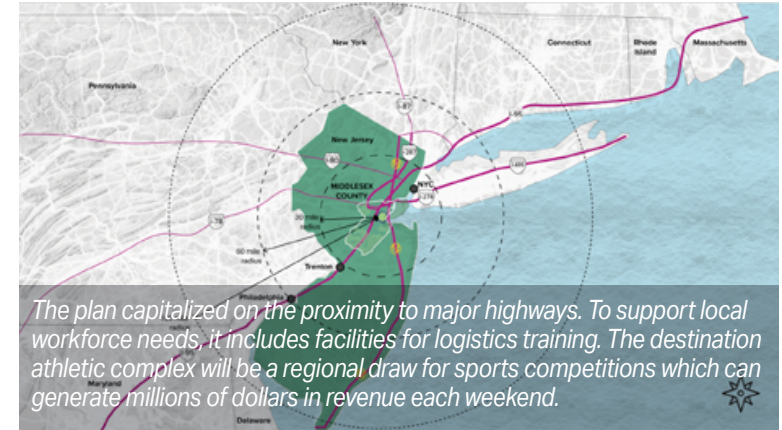 New York
Connecticut
Rhode
Island
Massachusetts
Pennsylvania
I-87
I-95
New Jersey
I-287
I-80
I-495
MIDDLESEX
COUNTY
NYC
I-278
I-78
30 mile
radius
60 mile
radius
Trenton
Philadelphia
radius
I-95
Maryland
Delaware
The plan capitalized on the proximity to major highways. To support local
workforce needs, it includes facilities for logistics training. The destination
athletic complex will be a regional draw for sports competitions which can
generate millions of dollars in revenue each weekend.